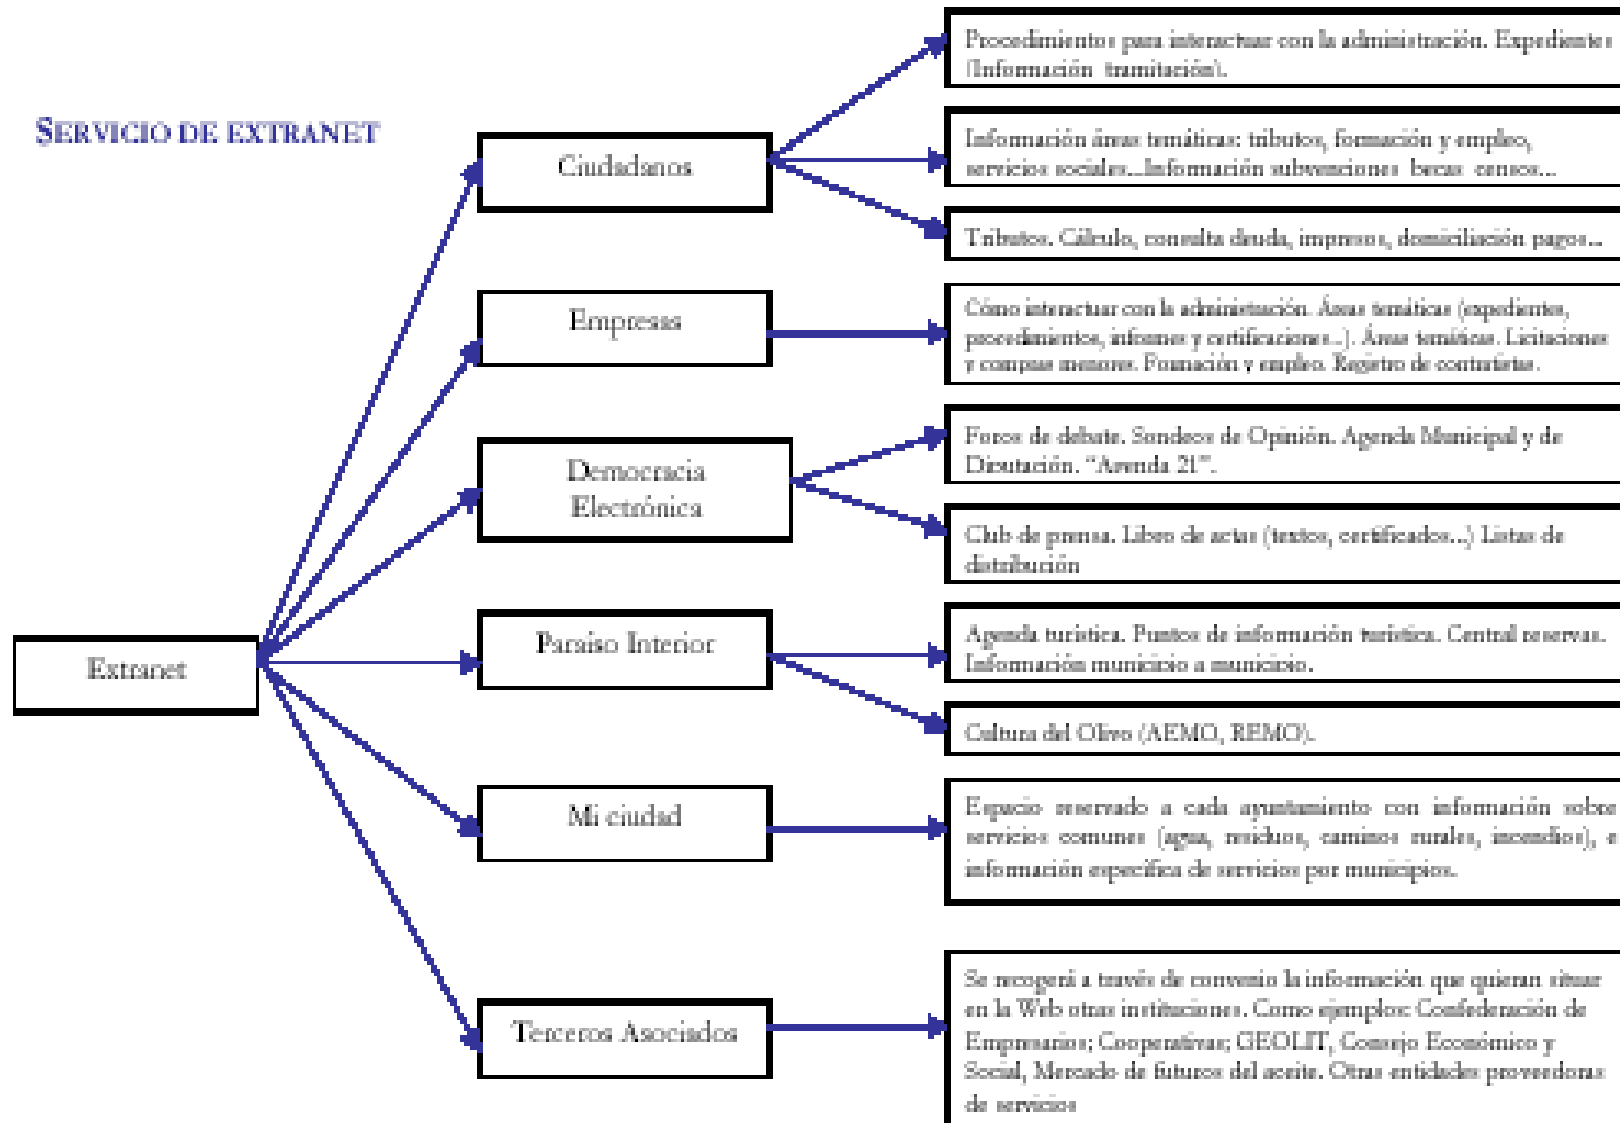 SERVICIO DE EXTRANET
Extranet
Ciudadanos
Procedimientos para interactuar con la administración. Expedientes
(Información tramitación).
Información áreas temáticas: tributos, formación y empleo,
servicios sociales...Información subvenciones becas censos...
Tributos. Cálculo, consulta deuda, impresos, domiciliación pagos...
Empresas
Cómo interactuar con la administración. Áreas temáticas (expedientes,
procedimientos, informes y certificaciones...). Áreas temáticas. Licitaciones
y compras menores. Formación y empleo. Registro de contratistas.
Democracia
Electrónica
Foros de debate. Sondeos de Opinión. Agenda Municipal y de
Diputación. “Agenda 21”.
Club de prensa. Libro de actas (textos, certificados...) Listas de
distribución
Paraíso Interior
Agenda turística. Puntos de información turística. Central reservas.
Información municipio a municipio.
Cultura del Olivo (AEMO, REMO).
Mi ciudad
Espacio reservado a cada ayuntamiento con información sobre
servicios comunes (agua, residuos, caminos rurales, incendios), e
información específica de servicios por municipios.
Terceros Asociados
Se recogerá a través de convenio la información que quieran situar
en la Web otras instituciones. Como ejemplos: Confederación de
Empresarios; Cooperativas; GEOLIT, Consejo Económico y
Social, Mercado de futuros del aceite. Otras entidades proveedoras
de servicios